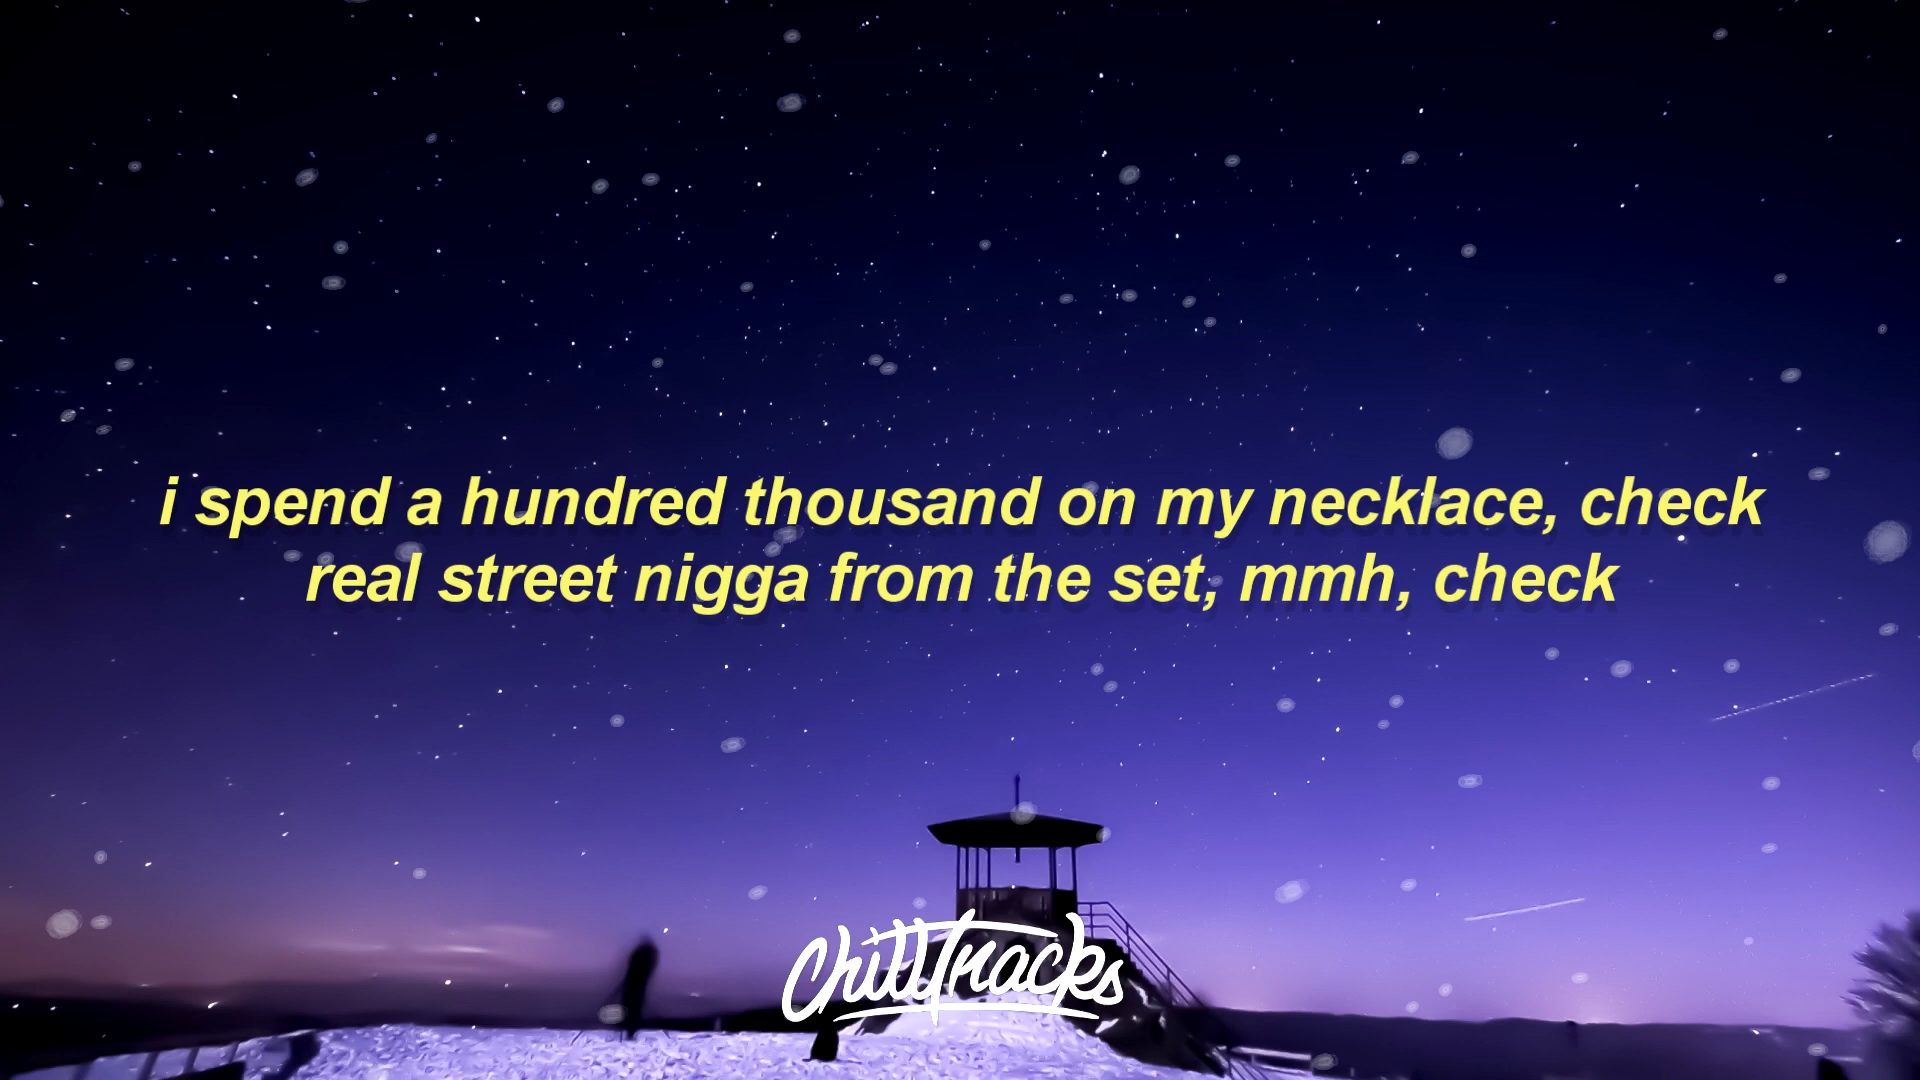 i spend a hundred thousand on my necklace, check
real street nigga from the set, mmh, check
ChillTracks